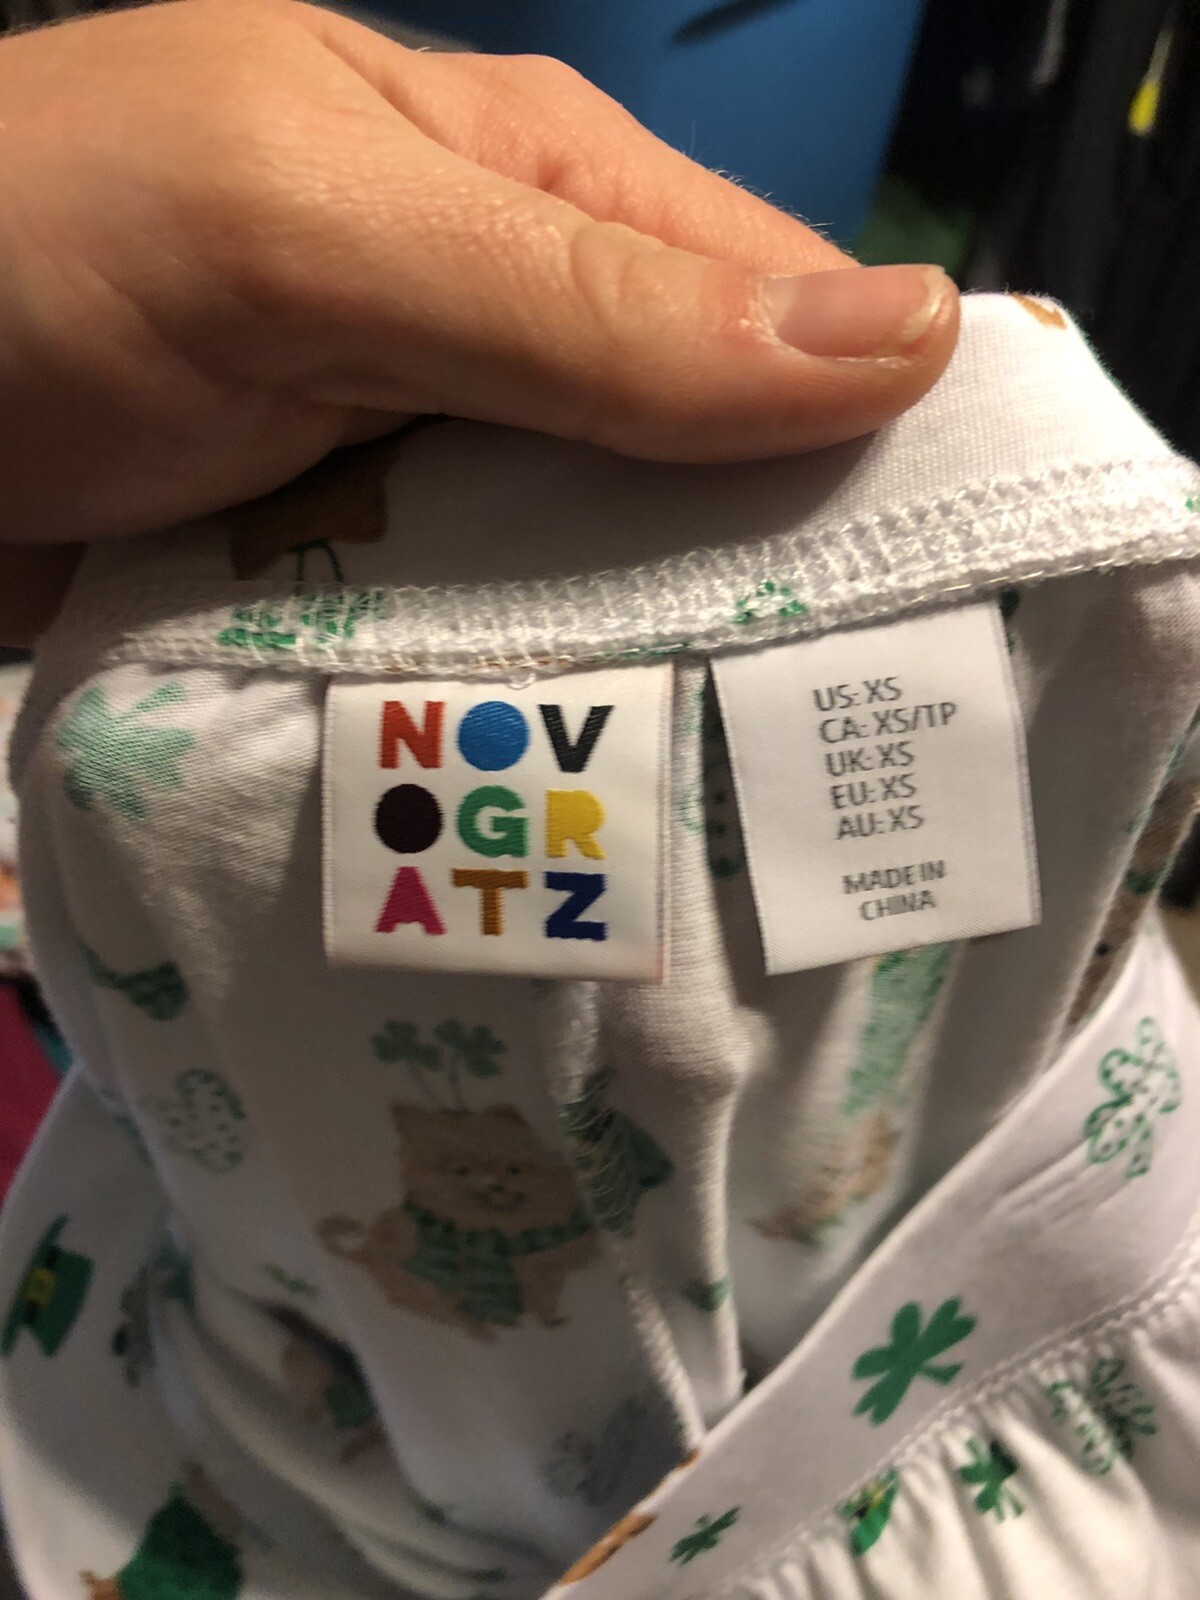 NOV
OGR
ATZ
US: XS
CA: XS/TP
UK: XS
EU: XS
AU: XS
MADE IN
CHINA